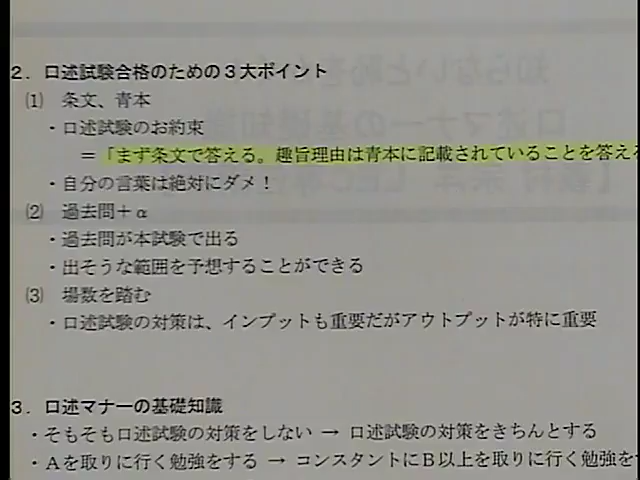 2．口述試験合格のための3大ポイント
(1)　条文、青本
・口述試験のお約束
＝「まず条文で答える。趣旨理由は青本に記載されていることを答え
・自分の言葉は絶対にダメ！
(2)　過去問＋α
・過去問が本試験で出る
・出そうな範囲を予想することができる
(3)　場数を踏む
・口述試験の対策は、インプットも重要だがアウトプットが特に重要
3．口述マナーの基礎知識
・そもそも口述試験の対策をしない → 口述試験の対策をきちんとする
・Aを取りに行く勉強をする → コンスタントにB以上を取りに行く勉強を